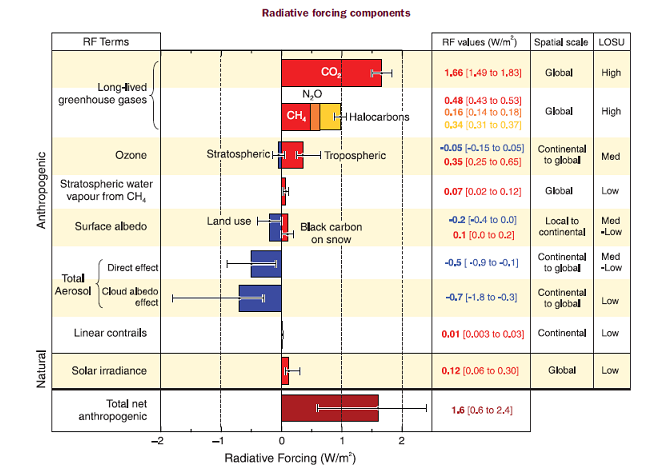 Radiative forcing components
RF Terms
RF values (W/m²)
Spatial scale
LOSU
Anthropogenic
Long-lived
greenhouse gases
CO₂
1.66 [1.49 to 1.83]
Global
High
N₂O
CH₄
Halocarbons
0.48 [0.43 to 0.53]
0.16 [0.14 to 0.18]
0.34 [0.31 to 0.37]
Global
High
Ozone
Stratospheric
Tropospheric
-0.05 [-0.15 to 0.05]
0.35 [0.25 to 0.65]
Continental
to global
Med
Stratospheric water
vapour from CH₄
0.07 [0.02 to 0.12]
Global
Low
Surface albedo
Land use
Black carbon
on snow
-0.2 [-0.4 to 0.0]
0.1 [0.0 to 0.2]
Local to
continental
Med
-Low
Total
Aerosol
Direct effect
-0.5 [ -0.9 to -0.1]
Continental
to global
Med
-Low
Cloud albedo
effect
-0.7 [-1.8 to -0.3]
Continental
to global
Low
Linear contrails
0.01 [0.003 to 0.03]
Continental
Low
Natural
Solar irradiance
0.12 [0.06 to 0.30]
Global
Low
Total net
anthropogenic
1.6 [0.6 to 2.4]
-2 -1 0 1 2
Radiative Forcing (W/m²)